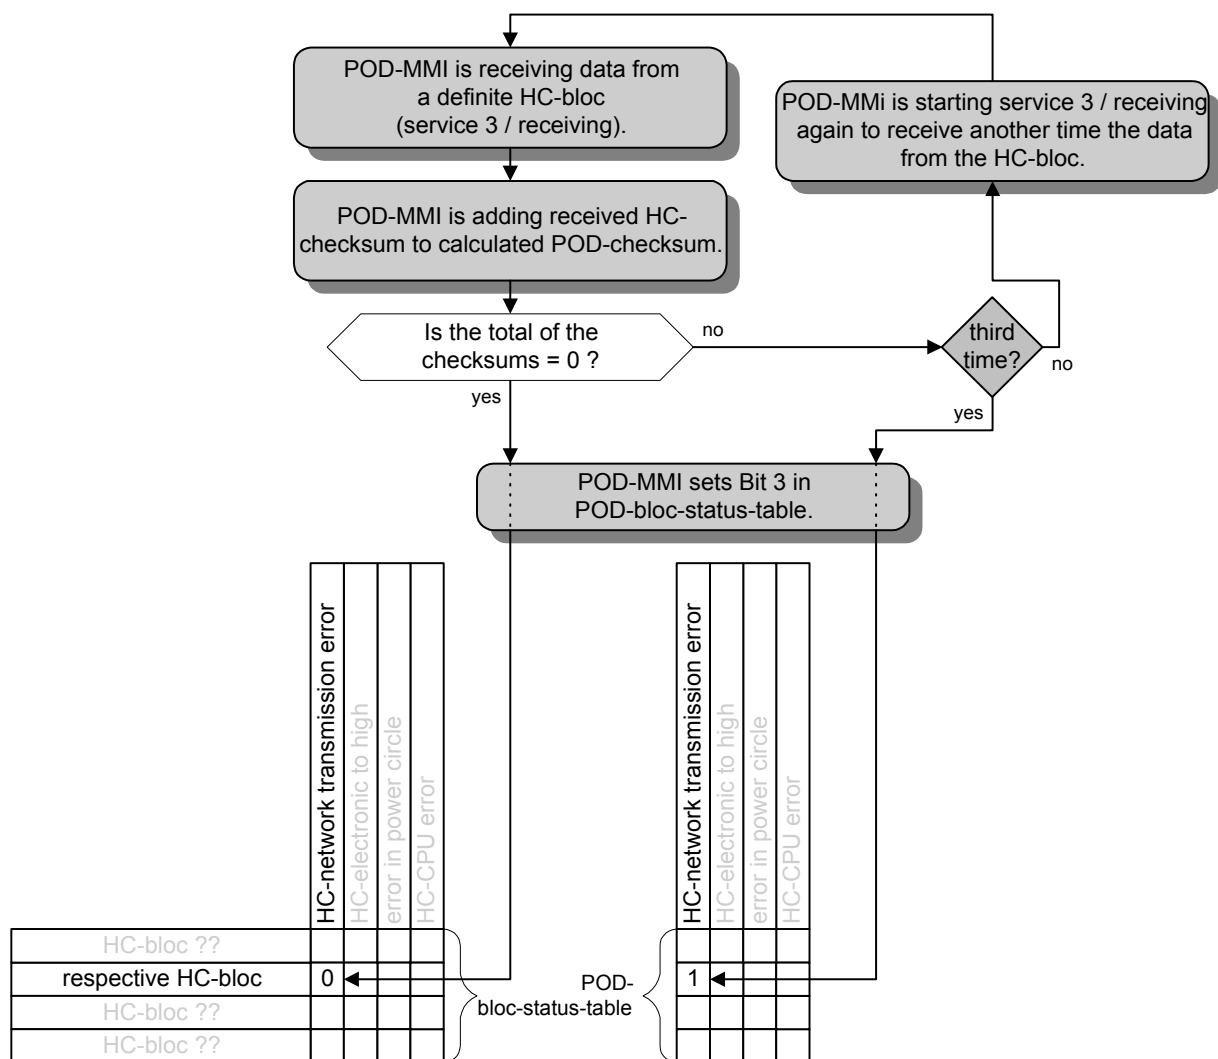 POD-MMI is receiving data from
a definite HC-bloc
(service 3 / receiving).
POD-MMi is starting service 3 / receiving
again to receive another time the data
from the HC-bloc.
POD-MMI is adding received HC-
checksum to calculated POD-checksum.
Is the total of the
checksums = 0 ?
no
third
time?
no
yes
yes
POD-MMI sets Bit 3 in
POD-bloc-status-table.
HC-network transmission error
HC-electronic to high
error in power circle
HC-CPU error
HC-network transmission error
HC-electronic to high
error in power circle
HC-CPU error
HC-bloc ??
respective HC-bloc
0
1
HC-bloc ??
HC-bloc ??
POD-
bloc-status-table